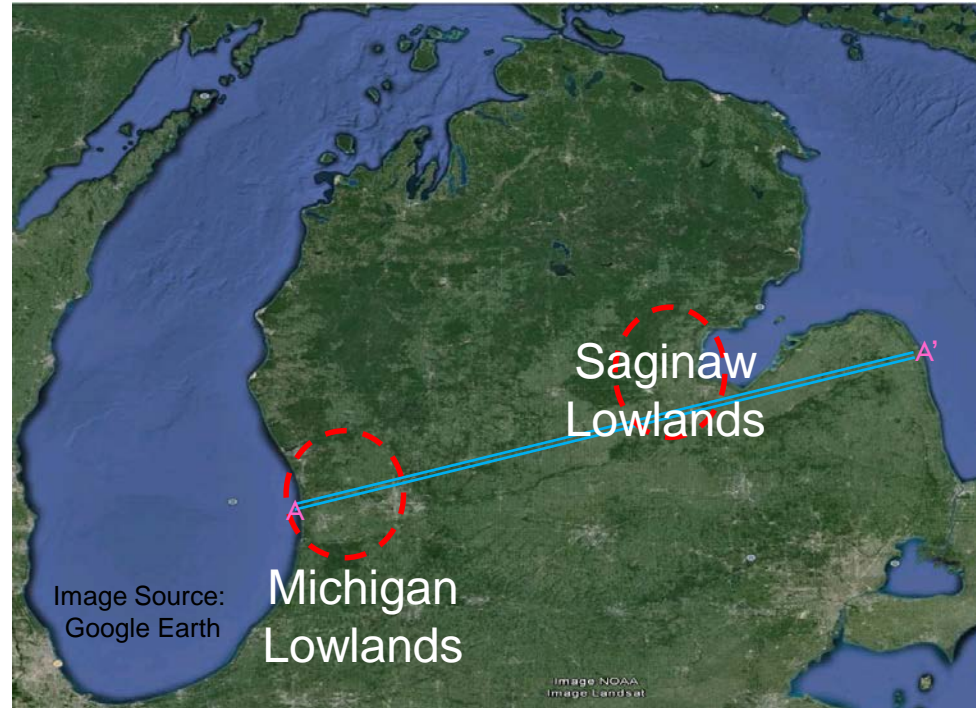 Saginaw
Lowlands
A'
A
Michigan
Lowlands
Image Source:
Google Earth
Image NOAA
Image Landsat